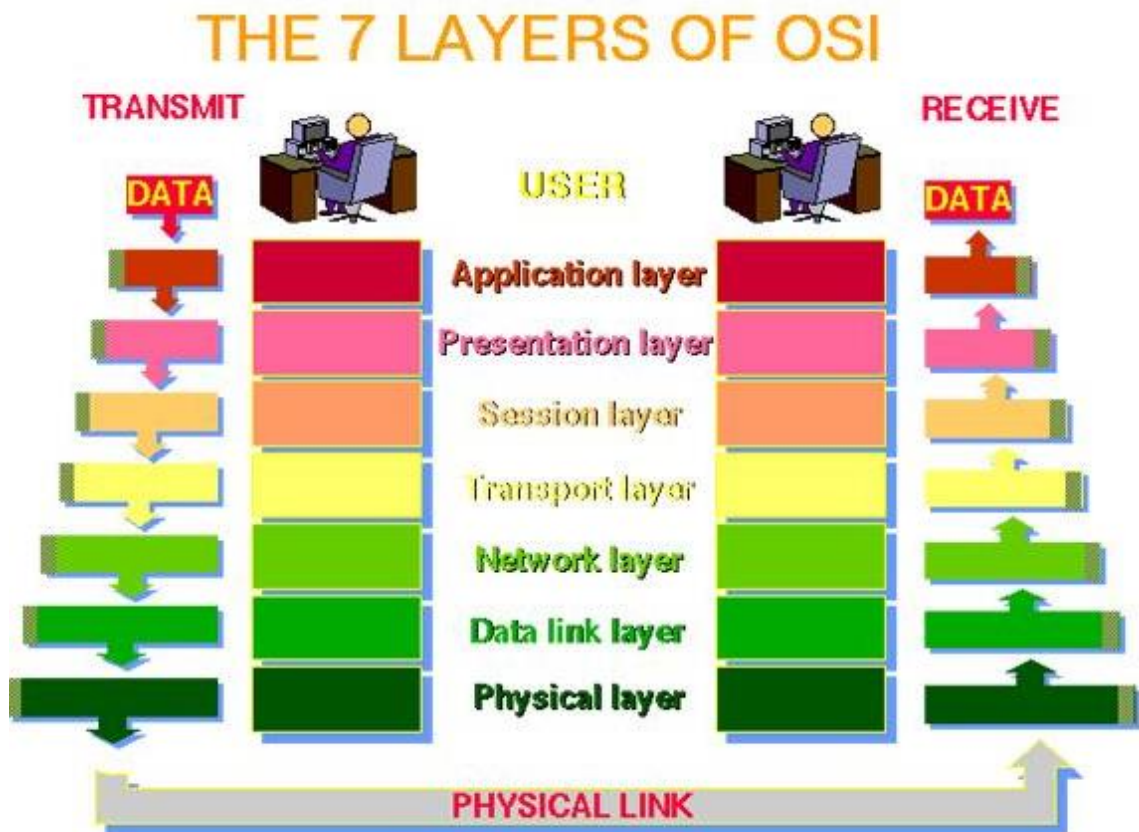 THE 7 LAYERS OF OSI
TRANSMIT
RECEIVE
DATA
USER
DATA
Application layer
Presentation layer
Session layer
Transport layer
Network layer
Data link layer
Physical layer
PHYSICAL LINK